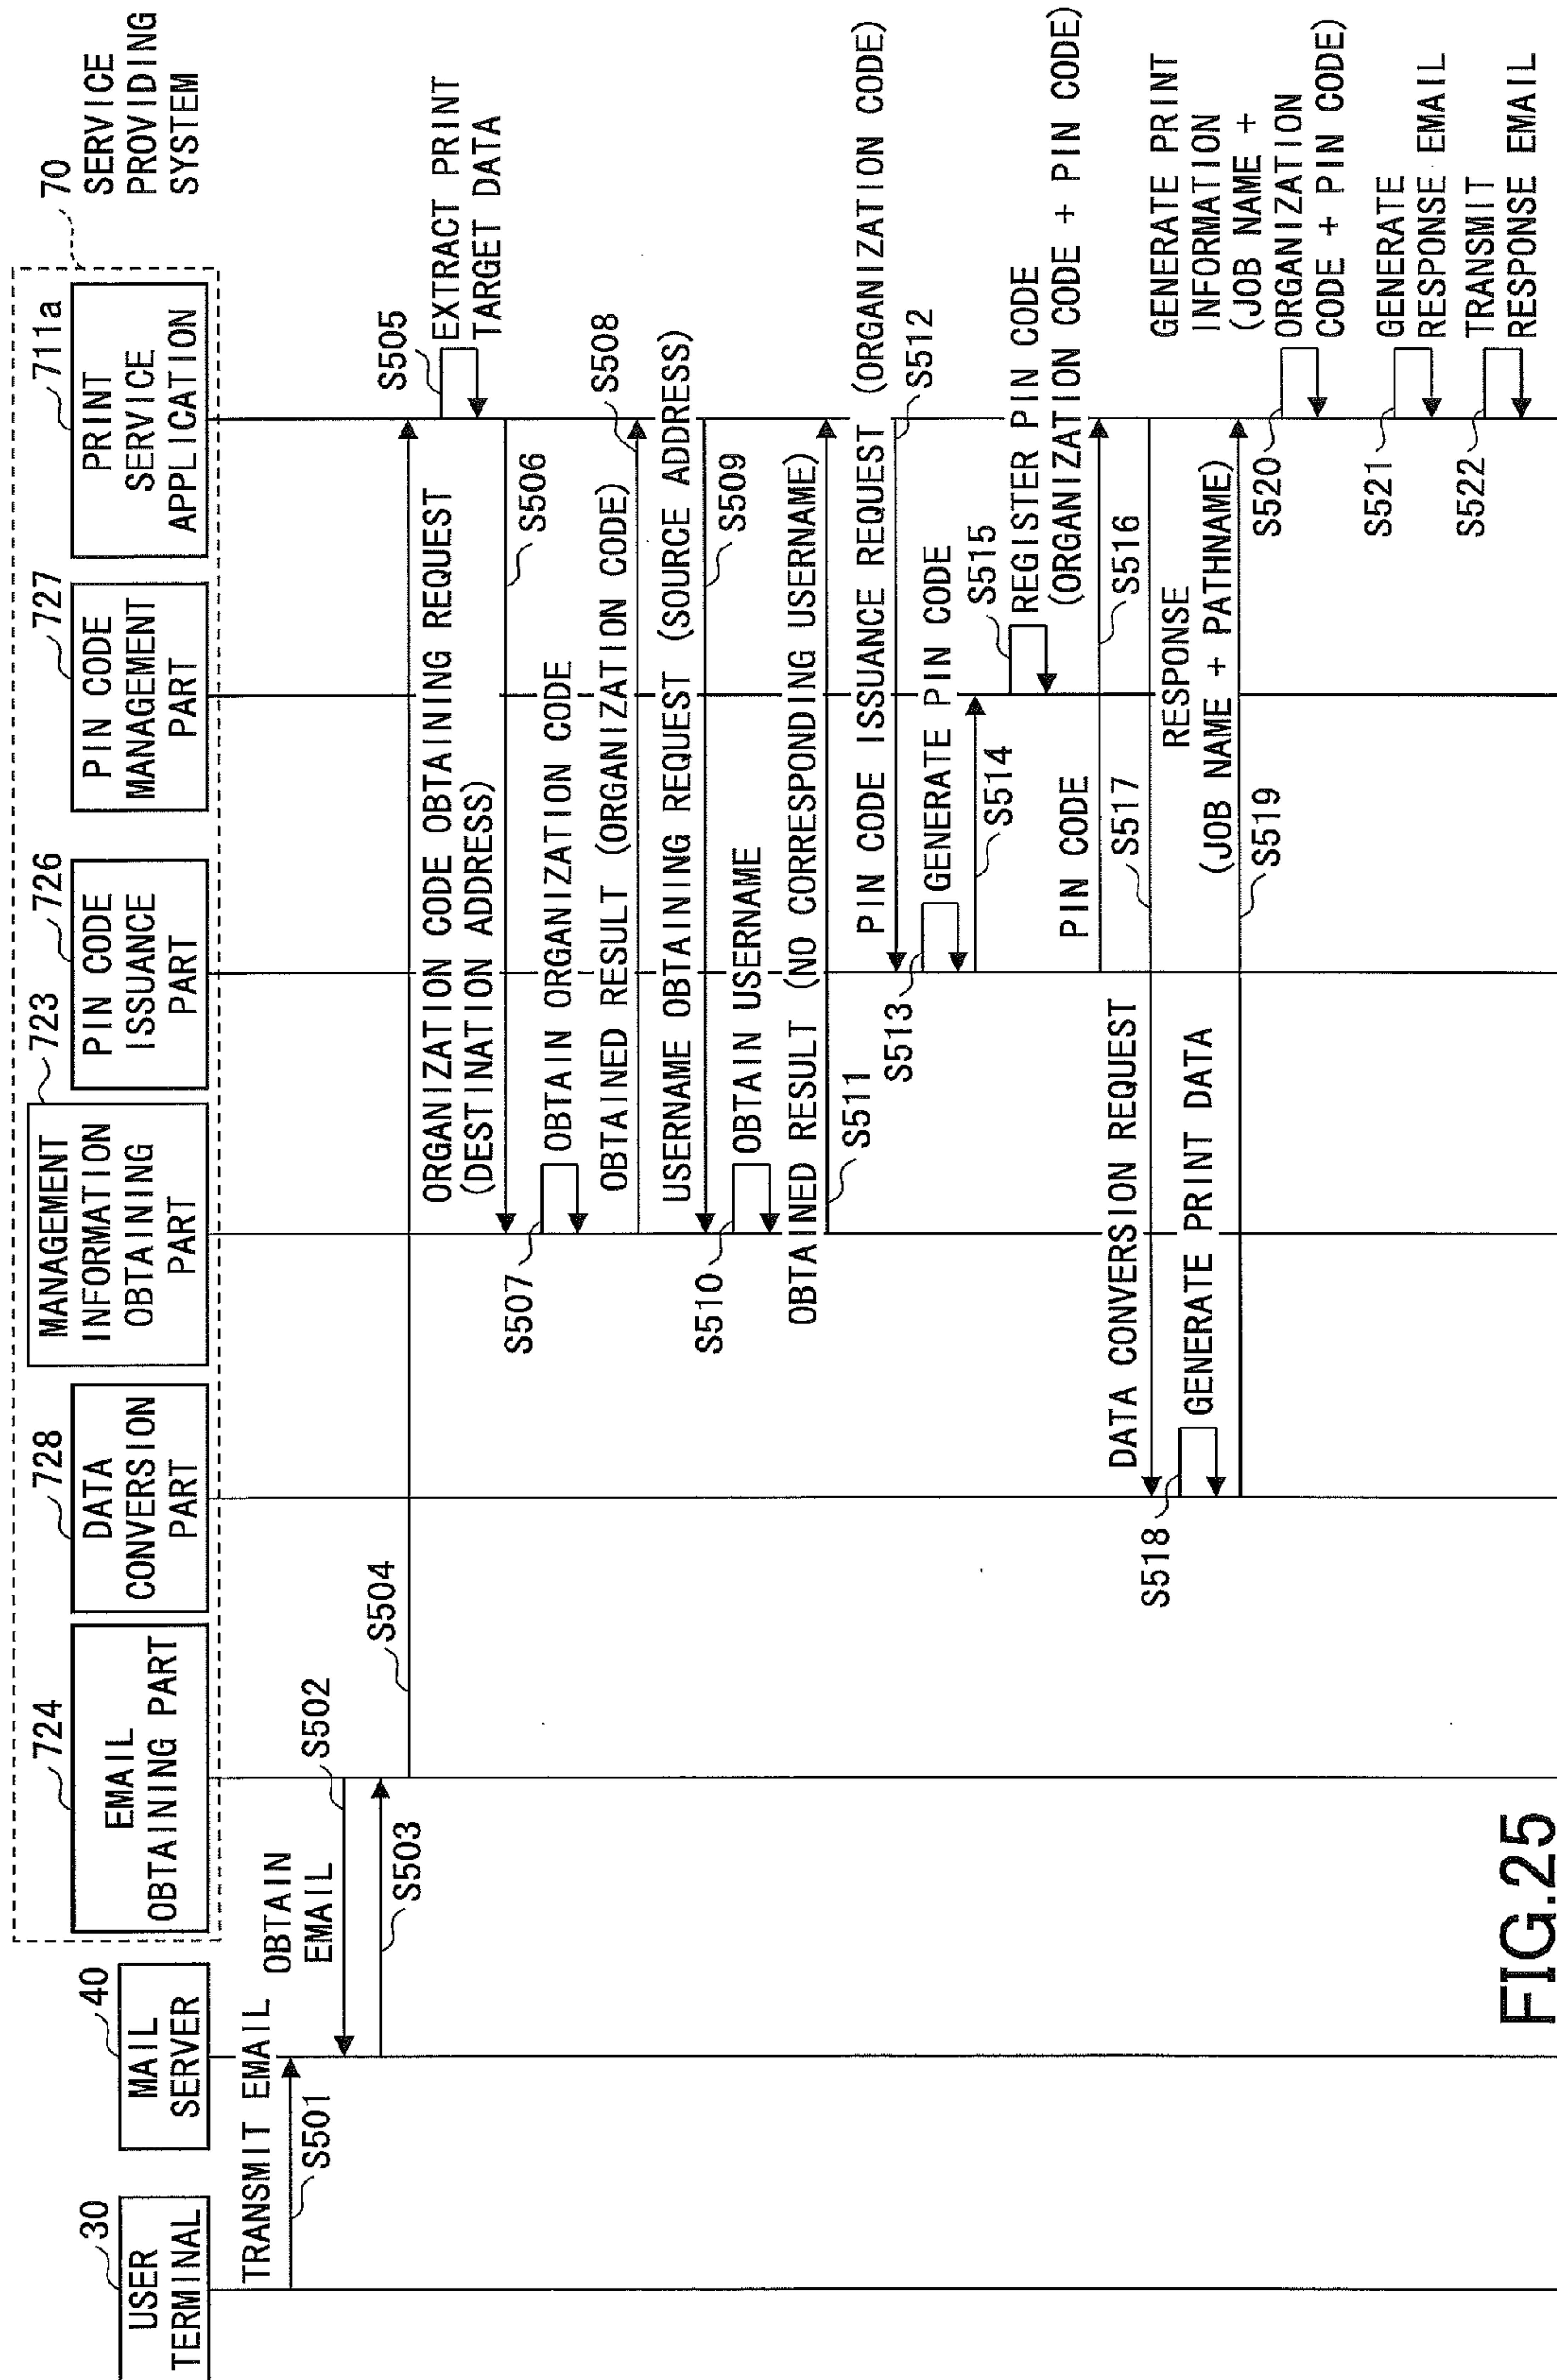 70
SERVICE
PROVIDING
SYSTEM
30
USER
TERMINAL
40
MAIL
SERVER
724
EMAIL
OBTAINING PART
728
DATA
CONVERSION
PART
723
MANAGEMENT
INFORMATION
OBTAINING
PART
726
PIN CODE
ISSUANCE
PART
727
PIN CODE
MANAGEMENT
PART
711a
PRINT
SERVICE
APPLICATION
TRANSMIT EMAIL
S501
OBTAIN
EMAIL
S502
S503
S504
S505
EXTRACT PRINT
TARGET DATA
ORGANIZATION CODE OBTAINING REQUEST
(DESTINATION ADDRESS)
S506
S507
OBTAIN ORGANIZATION CODE
OBTAINED RESULT (ORGANIZATION CODE)
S508
USERNAME OBTAINING REQUEST (SOURCE ADDRESS)
S509
S510
OBTAIN USERNAME
OBTAINED RESULT (NO CORRESPONDING USERNAME)
S511
PIN CODE ISSUANCE REQUEST (ORGANIZATION CODE)
S512
S513
GENERATE PIN CODE
S514
S515
REGISTER PIN CODE
(ORGANIZATION CODE + PIN CODE)
PIN CODE
S516
DATA CONVERSION REQUEST
S517
S518
GENERATE PRINT DATA
RESPONSE
(JOB NAME + PATHNAME)
S519
S520
GENERATE PRINT
INFORMATION
(JOB NAME +
ORGANIZATION
CODE + PIN CODE)
S521
GENERATE
RESPONSE EMAIL
S522
TRANSMIT
RESPONSE EMAIL
FIG.25